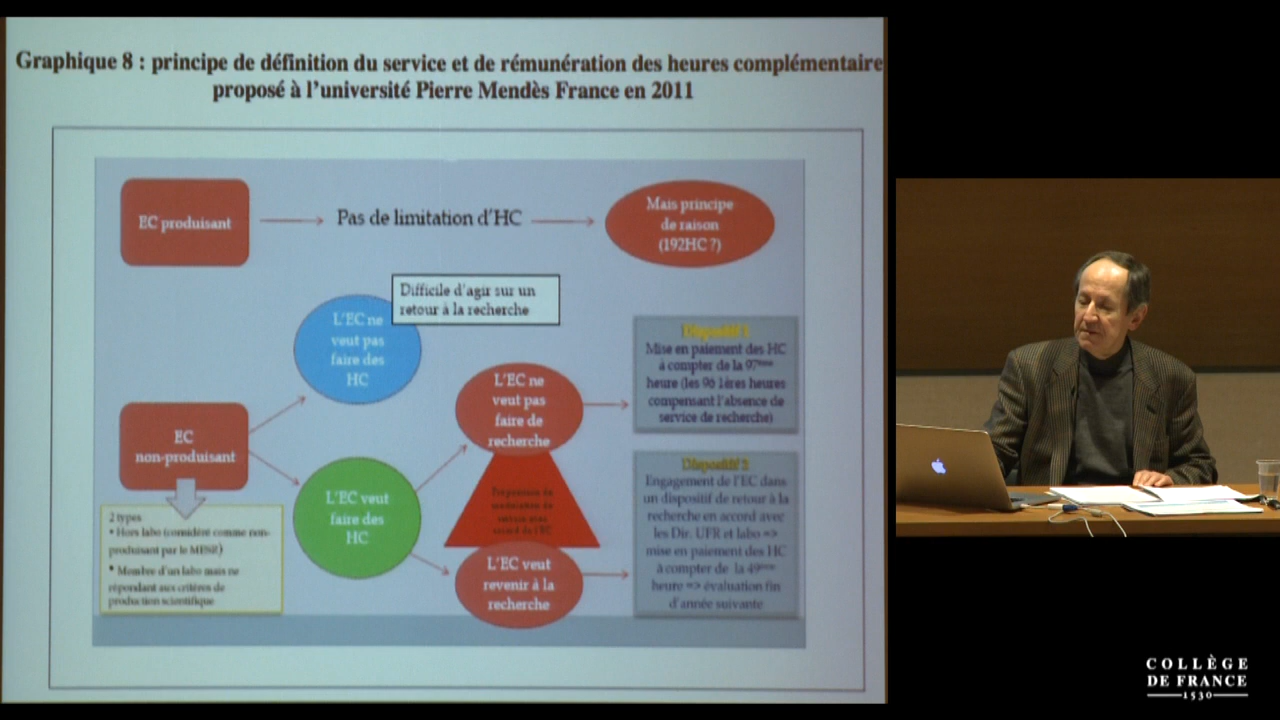 Graphique 8 : principe de définition du service et de rémunération des heures complémentaire
proposé à l'université Pierre Mendès France en 2011
EC produisant
Pas de limitation d'HC
Mais principe
de raison
(192HC ?)
Difficile d'agir sur un
retour à la recherche
L'EC ne
veut pas
faire des
HC
L'EC ne
veut pas
faire de
recherche
Dispositif 1
Mise en paiement des HC
à compter de la 97ème
heure (les 96 1ères heures
compensant l'absence de
service de recherche)
EC
non-produisant
L'EC veut
faire des
HC
2 types
• Hors labo (considéré comme non-
produisant par le MESR)
• Membre d'un labo mais ne
répondant aux critères de
production scientifique
L'EC veut
revenir à la
recherche
Dispositif 2
Engagement de l'EC dans
un dispositif de retour à la
recherche en accord avec
les Dir. UFR et labo =>
mise en paiement des HC
à compter de la 49ème
heure => évaluation fin
d'année suivante
COLLÈGE
DE FRANCE
1530